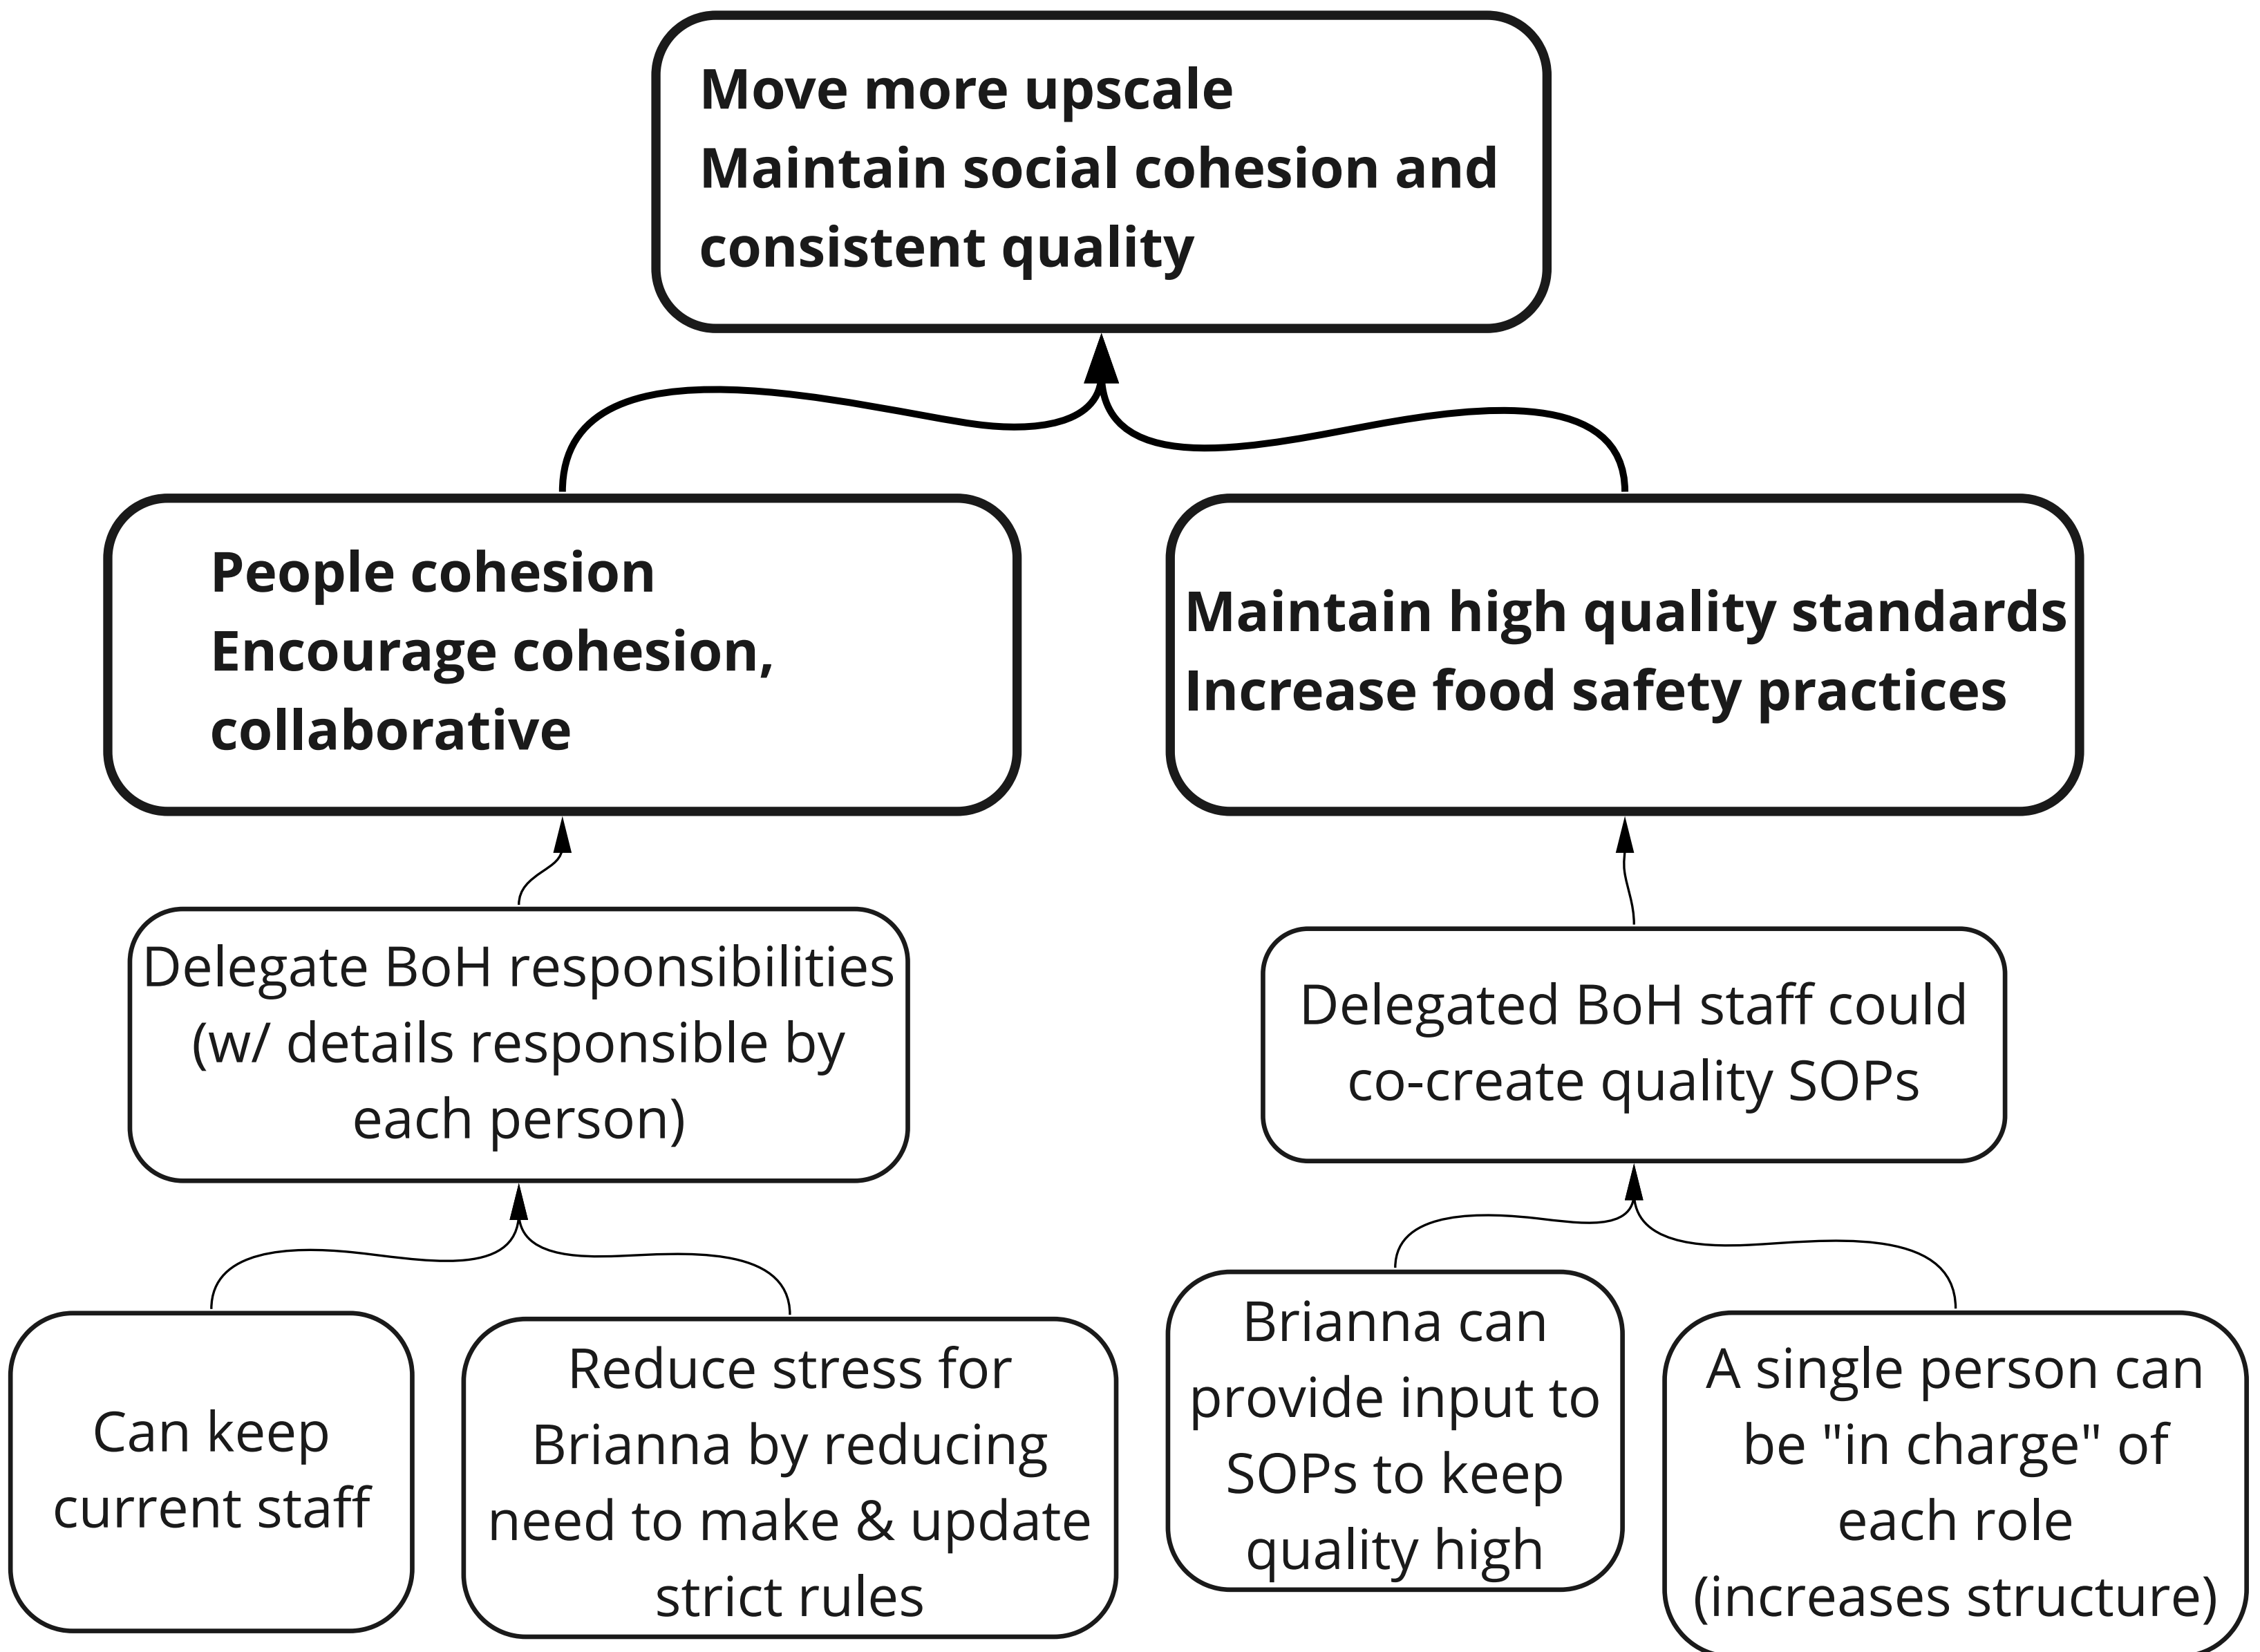 Move more upscale
Maintain social cohesion and
consistent quality
People cohesion
Encourage cohesion,
collaborative
Maintain high quality standards
Increase food safety practices
Delegate BoH responsibilities
(w/ details responsible by
each person)
Delegated BoH staff could
co-create quality SOPs
Can keep
current staff
Reduce stress for
Brianna by reducing
need to make & update
strict rules
Brianna can
provide input to
SOPs to keep
quality high
A single person can
be "in charge" of
each role
(increases structure)